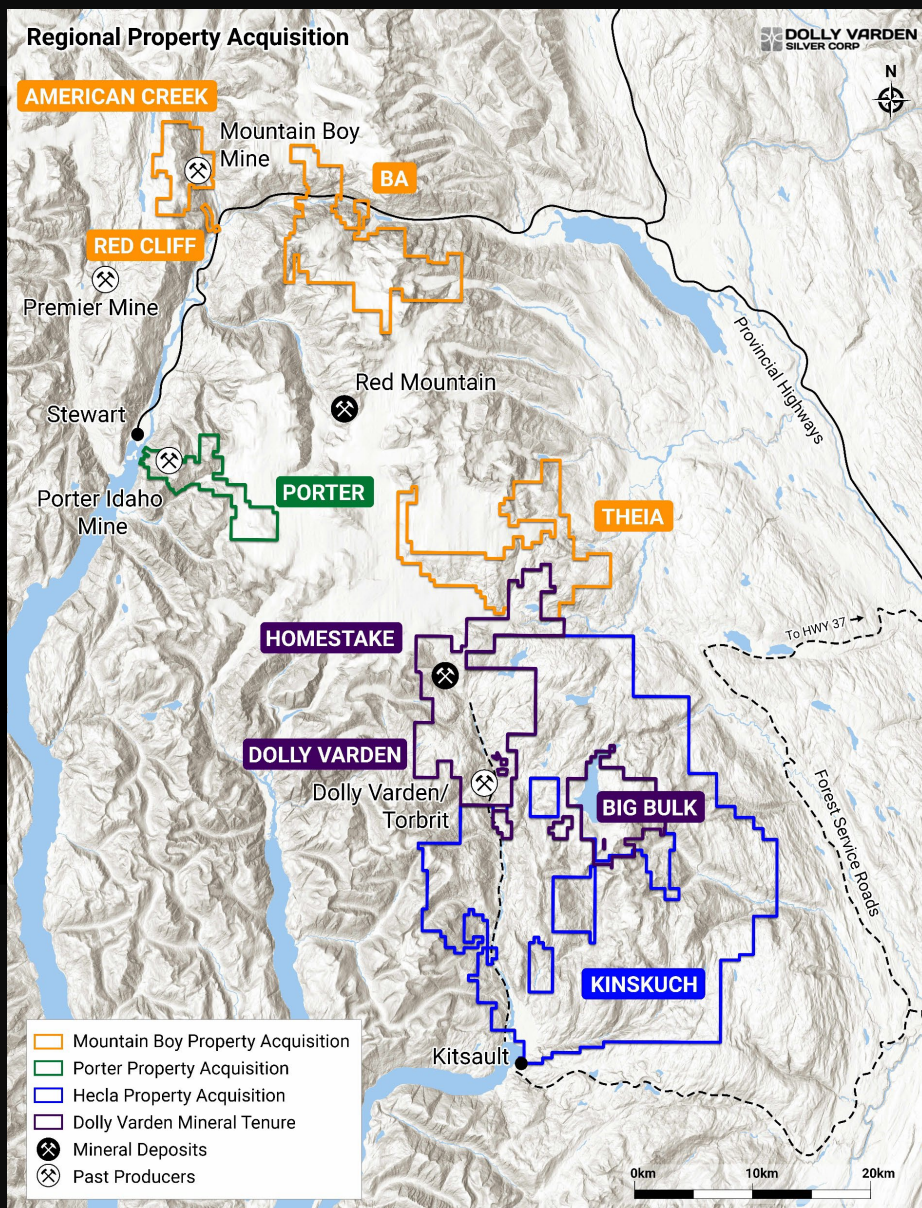 Regional Property Acquisition
DOLLY VARDEN
SILVER CORP
N
AMERICAN CREEK
Mountain Boy
Mine
BA
RED CLIFF
Premier Mine
Provincial Highways
Red Mountain
Stewart
PORTER
Porter Idaho
Mine
THEIA
To HWY 37
HOMESTAKE
DOLLY VARDEN
Dolly Varden/
Torbrit
BIG BULK
Forest Service Roads
KINSKUCH
Kitsault
Mountain Boy Property Acquisition
Porter Property Acquisition
Hecla Property Acquisition
Dolly Varden Mineral Tenure
Mineral Deposits
Past Producers
0km 10km 20km